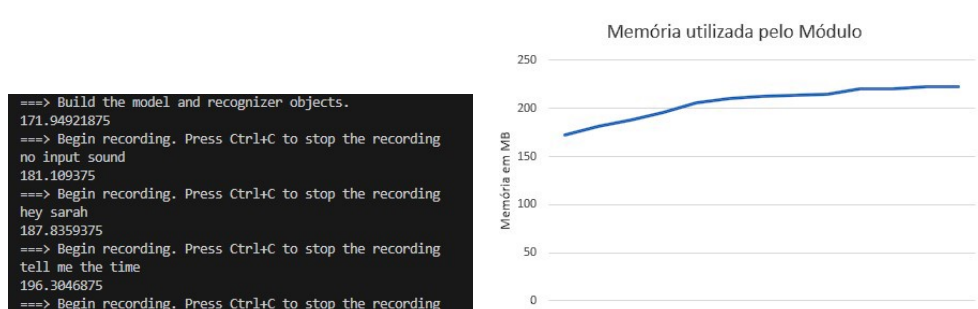 ===> Build the model and recognizer objects.
171.94921875
===> Begin recording. Press Ctrl+C to stop the recording
no input sound
181.109375
===> Begin recording. Press Ctrl+C to stop the recording
hey sarah
187.8359375
===> Begin recording. Press Ctrl+C to stop the recording
tell me the time
196.3046875
===> Begin recording. Press Ctrl+C to stop the recording
Memória utilizada pelo Módulo
Memória em MB
250
200
150
100
50
0